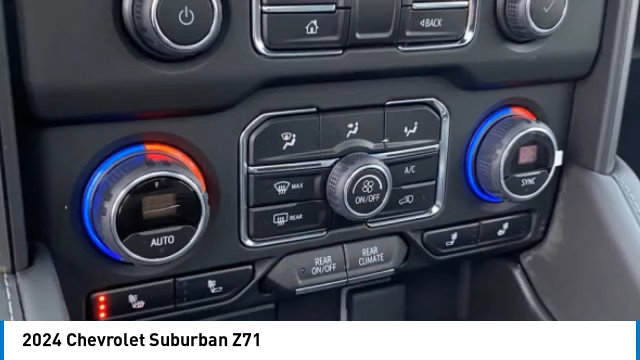 BACK
MAX
A/C
ON/OFF
REAR
AUTO
SYNC
REAR
ON/OFF
REAR
CLIMATE
2024 Chevrolet Suburban Z71